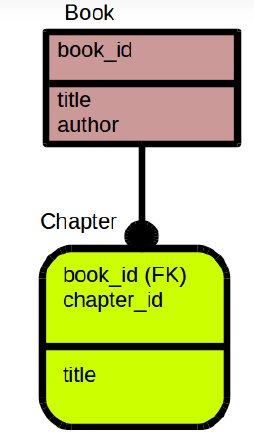 Book
book_id
title
author
Chapter
book_id (FK)
chapter_id
title